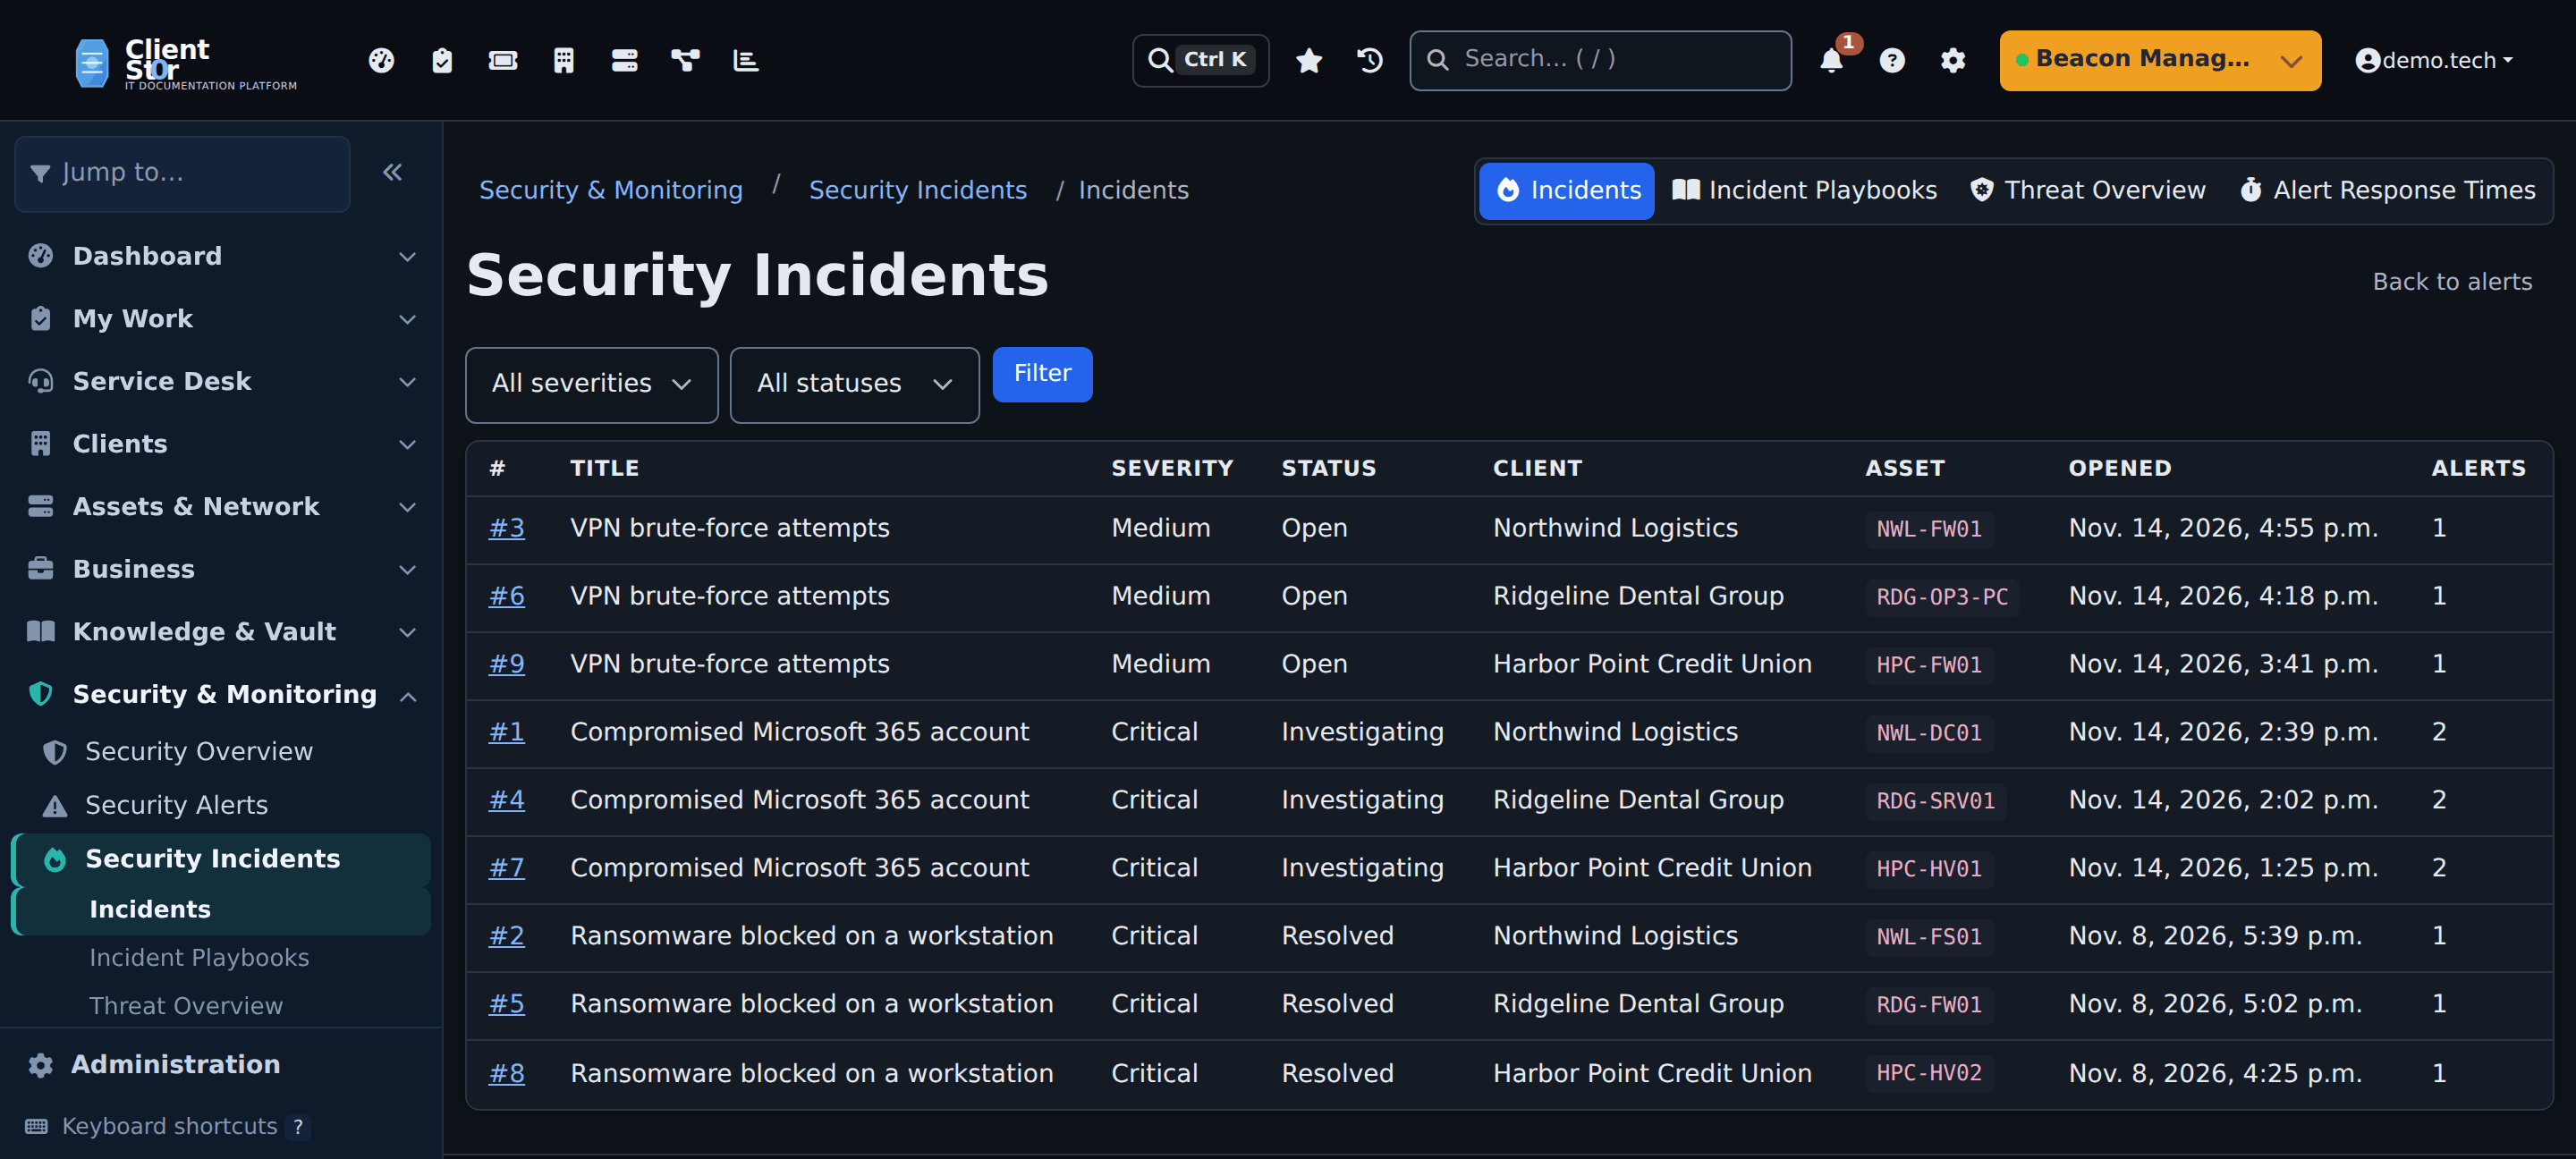 Client
St0r
IT DOCUMENTATION PLATFORM
Ctrl K
Search... ( / )
1
Beacon Manag...
demo.tech
Jump to...
Dashboard
My Work
Service Desk
Clients
Assets & Network
Business
Knowledge & Vault
Security & Monitoring
Security Overview
Security Alerts
Security Incidents
Incidents
Incident Playbooks
Threat Overview
Administration
Keyboard shortcuts ?
Security & Monitoring / Security Incidents / Incidents
Incidents Incident Playbooks Threat Overview Alert Response Times
Security Incidents
Back to alerts
All severities All statuses Filter
# TITLE SEVERITY STATUS CLIENT ASSET OPENED ALERTS
#3 VPN brute-force attempts Medium Open Northwind Logistics NWL-FW01 Nov. 14, 2026, 4:55 p.m. 1
#6 VPN brute-force attempts Medium Open Ridgeline Dental Group RDG-OP3-PC Nov. 14, 2026, 4:18 p.m. 1
#9 VPN brute-force attempts Medium Open Harbor Point Credit Union HPC-FW01 Nov. 14, 2026, 3:41 p.m. 1
#1 Compromised Microsoft 365 account Critical Investigating Northwind Logistics NWL-DC01 Nov. 14, 2026, 2:39 p.m. 2
#4 Compromised Microsoft 365 account Critical Investigating Ridgeline Dental Group RDG-SRV01 Nov. 14, 2026, 2:02 p.m. 2
#7 Compromised Microsoft 365 account Critical Investigating Harbor Point Credit Union HPC-HV01 Nov. 14, 2026, 1:25 p.m. 2
#2 Ransomware blocked on a workstation Critical Resolved Northwind Logistics NWL-FS01 Nov. 8, 2026, 5:39 p.m. 1
#5 Ransomware blocked on a workstation Critical Resolved Ridgeline Dental Group RDG-FW01 Nov. 8, 2026, 5:02 p.m. 1
#8 Ransomware blocked on a workstation Critical Resolved Harbor Point Credit Union HPC-HV02 Nov. 8, 2026, 4:25 p.m. 1